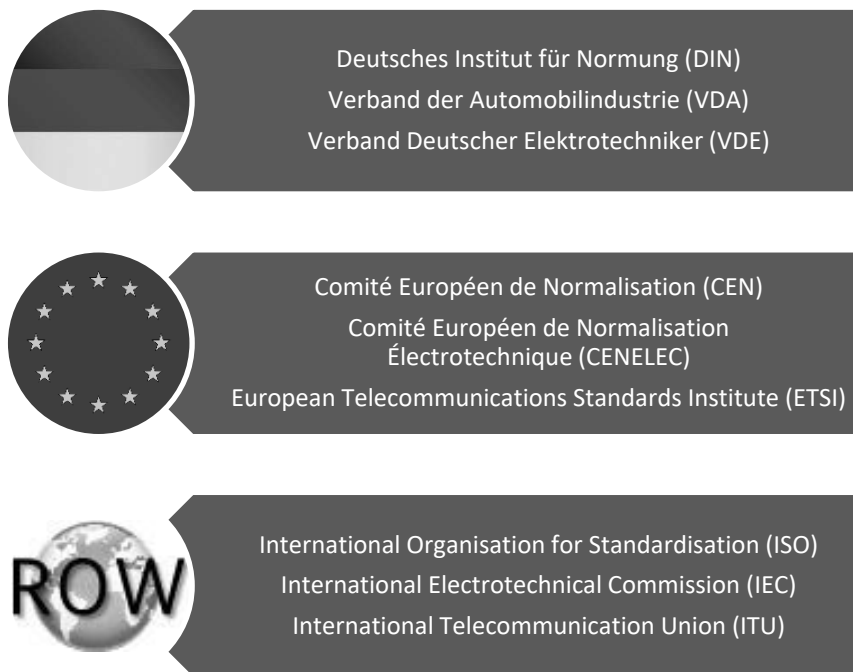 Deutsches Institut für Normung (DIN)
Verband der Automobilindustrie (VDA)
Verband Deutscher Elektrotechniker (VDE)
Comité Européen de Normalisation (CEN)
Comité Européen de Normalisation
Électrotechnique (CENELEC)
European Telecommunications Standards Institute (ETSI)
ROW
International Organisation for Standardisation (ISO)
International Electrotechnical Commission (IEC)
International Telecommunication Union (ITU)